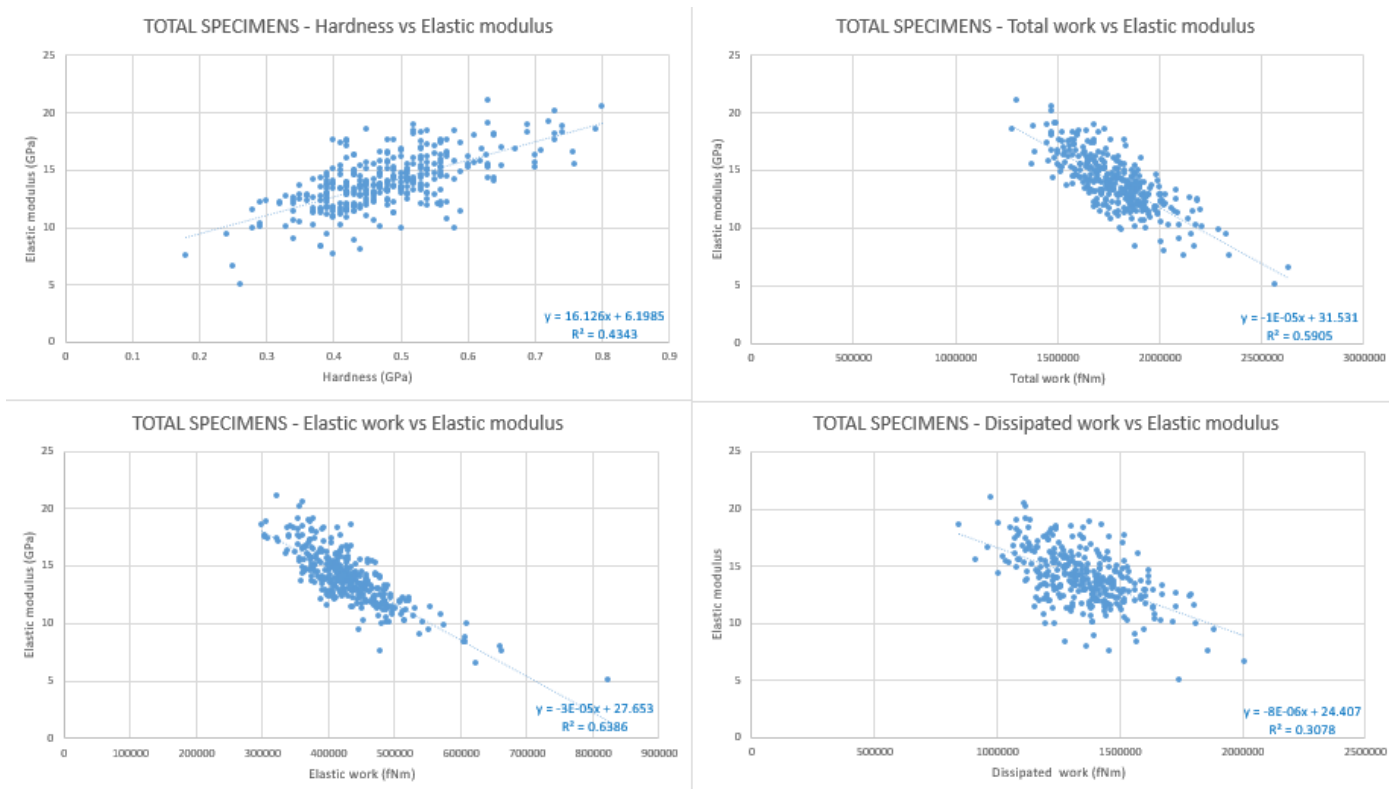 TOTAL SPECIMENS - Hardness vs Elastic modulus
25
20
15
10
5
0
Elastic modulus (GPa)
0 0.1 0.2 0.3 0.4 0.5 0.6 0.7 0.8 0.9
Hardness (GPa)
y = 16.126x + 6.1985
R² = 0.4343
TOTAL SPECIMENS - Total work vs Elastic modulus
25
20
15
10
5
0
Elastic modulus (GPa)
0 500000 1000000 1500000 2000000 2500000 3000000
Total work (fNm)
y = -1E-05x + 31.531
R² = 0.5905
TOTAL SPECIMENS - Elastic work vs Elastic modulus
25
20
15
10
5
0
Elastic modulus (GPa)
0 100000 200000 300000 400000 500000 600000 700000 800000 900000
Elastic work (fNm)
y = -3E-05x + 27.653
R² = 0.6386
TOTAL SPECIMENS - Dissipated work vs Elastic modulus
25
20
15
10
5
0
Elastic modulus
0 500000 1000000 1500000 2000000 2500000
Dissipated work (fNm)
y = -8E-06x + 24.407
R² = 0.3078